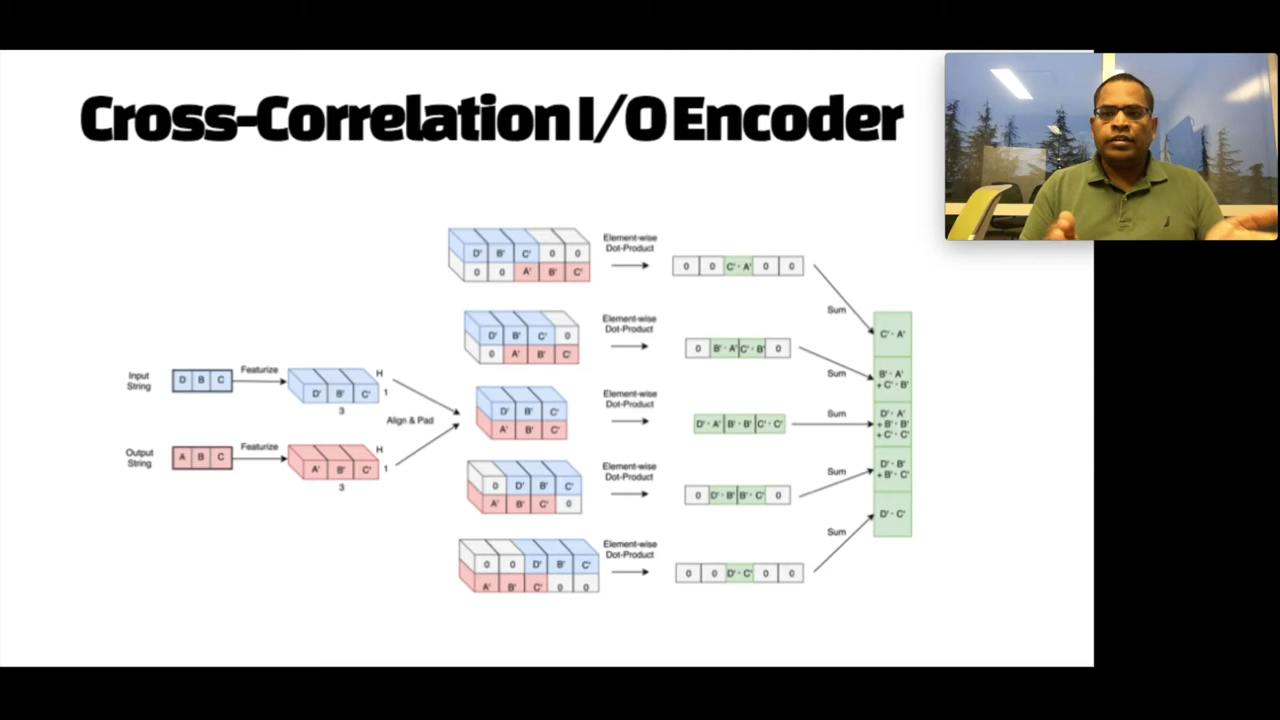 Cross-Correlation I/O Encoder
Input
String
D B C
Featurize
D' B' C'
H
1
3
Output
String
A B C
Featurize
A' B' C'
H
1
3
Align & Pad
D' B' C' 0 0
0 0 A' B' C'
Element-wise
Dot-Product
0 0 C' · A' 0 0
Sum
D' B' C' 0
0 A' B' C'
Element-wise
Dot-Product
0 B' · A' C' · B' 0
Sum
D' B' C'
A' B' C'
Element-wise
Dot-Product
D' · A' B' · B' C' · C'
Sum
0 D' B' C'
A' B' C' 0
Element-wise
Dot-Product
0 D' · B' B' · C' 0
Sum
0 0 D' B' C'
A' B' C' 0 0
Element-wise
Dot-Product
0 0 D' · C' 0 0
Sum
C' · A'
B' · A'
+ C' · B'
D' · A'
+ B' · B'
+ C' · C'
D' · B'
+ B' · C'
D' · C'